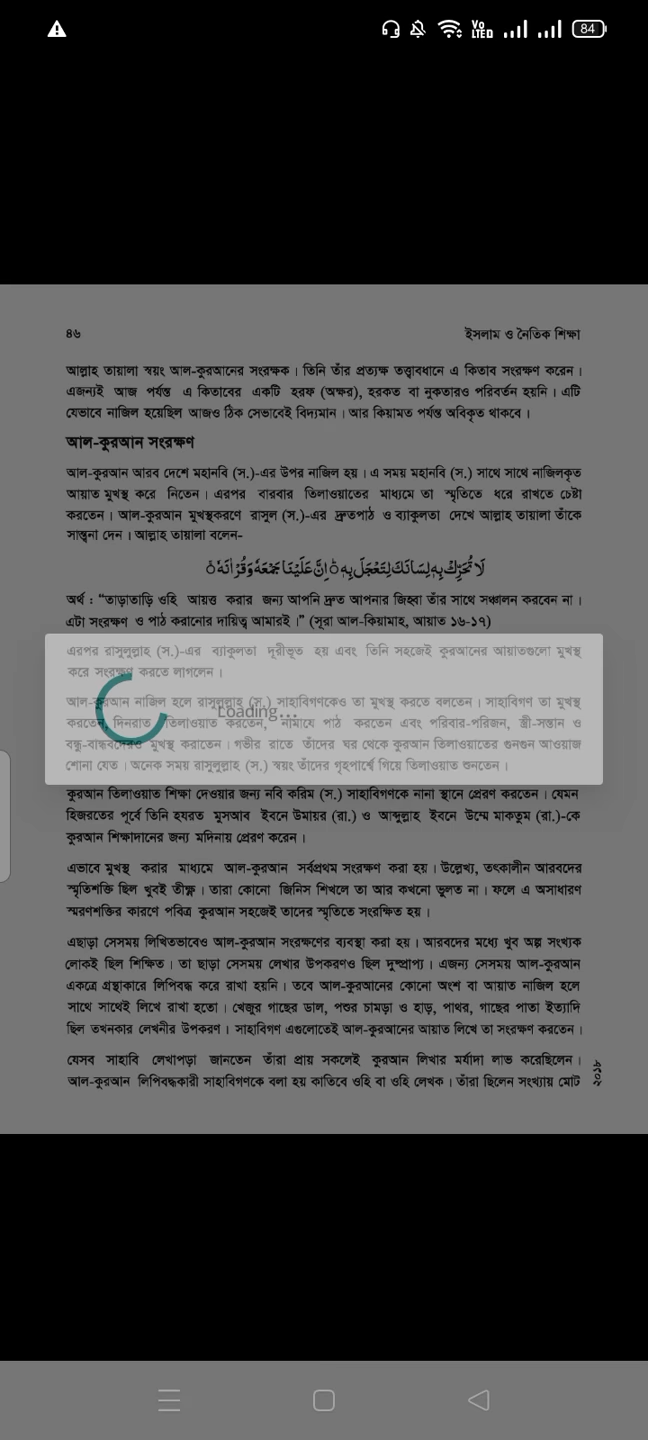 Vo
LTE
84
৪৬ ইসলাম ও নৈতিক শিক্ষা
আল্লাহ তায়ালা স্বয়ং আল-কুরআনের সংরক্ষক। তিনি তাঁর প্রত্যক্ষ তত্ত্বাবধানে এ কিতাব সংরক্ষণ করেন।
এজন্যই আজ পর্যন্ত এ কিতাবের একটি হরফ (অক্ষর), হরকত বা নুকতারও পরিবর্তন হয়নি। এটি
যেভাবে নাজিল হয়েছিল আজও ঠিক সেভাবেই বিদ্যমান। আর কিয়ামত পর্যন্ত অবিকৃত থাকবে।
আল-কুরআন সংরক্ষণ
আল-কুরআন আরব দেশে মহানবি (স.)-এর উপর নাজিল হয়। এ সময় মহানবি (স.) সাথে সাথে নাজিলকৃত
আয়াত মুখস্থ করে নিতেন। এরপর বারবার তিলাওয়াতের মাধ্যমে তা স্মৃতিতে ধরে রাখতে চেষ্টা
করতেন। আল-কুরআন মুখস্থকরণে রাসুল (স.)-এর দ্রুতপাঠ ও ব্যাকুলতা দেখে আল্লাহ তায়ালা তাঁকে
সান্ত্বনা দেন। আল্লাহ তায়ালা বলেন-
لَا تُحَرِّكْ بِهٖ لِسَانَكَ لِتَعْجَلَ بِهٖ ۝ اِنَّ عَلَيْنَا جَمْعَهٗ وَقُرْاٰنَهٗ ۝
অর্থ : “তাড়াতাড়ি ওহি আয়ত্ত করার জন্য আপনি দ্রুত আপনার জিহ্বা তাঁর সাথে সঞ্চালন করবেন না।
এটা সংরক্ষণ ও পাঠ করানোর দায়িত্ব আমারই।” (সূরা আল-কিয়ামাহ, আয়াত ১৬-১৭)
এরপর রাসুলুল্লাহ (স.)-এর ব্যাকুলতা দূরীভূত হয় এবং তিনি সহজেই কুরআনের আয়াতগুলো মুখস্থ
করে সংরক্ষণ করতে লাগলেন।
আল-কুরআন নাজিল হলে রাসুলুল্লাহ (স.) সাহাবিগণকেও তা মুখস্থ করতে বলতেন। সাহাবিগণ তা মুখস্থ
Loading...
করতেন, দিনরাত তিলাওয়াত করতেন, নামাযে পাঠ করতেন এবং পরিবার-পরিজন, স্ত্রী-সন্তান ও
বন্ধু-বান্ধবদেরও মুখস্থ করাতেন। গভীর রাতে তাঁদের ঘর থেকে কুরআন তিলাওয়াতের গুনগুন আওয়াজ
শোনা যেত। অনেক সময় রাসুলুল্লাহ (স.) স্বয়ং তাঁদের গৃহপার্শ্বে গিয়ে তিলাওয়াত শুনতেন।
কুরআন তিলাওয়াত শিক্ষা দেওয়ার জন্য নবি করিম (স.) সাহাবিগণকে নানা স্থানে প্রেরণ করতেন। যেমন
হিজরতের পূর্বে তিনি হযরত মুসআব ইবনে উমায়র (রা.) ও আব্দুল্লাহ ইবনে উম্মে মাকতুম (রা.)-কে
কুরআন শিক্ষাদানের জন্য মদিনায় প্রেরণ করেন।
এভাবে মুখস্থ করার মাধ্যমে আল-কুরআন সর্বপ্রথম সংরক্ষণ করা হয়। উল্লেখ্য, তৎকালীন আরবদের
স্মৃতিশক্তি ছিল খুবই তীক্ষ্ণ। তারা কোনো জিনিস শিখলে তা আর কখনো ভুলত না। ফলে এ অসাধারণ
স্মরণশক্তির কারণে পবিত্র কুরআন সহজেই তাদের স্মৃতিতে সংরক্ষিত হয়।
এছাড়া সেসময় লিখিতভাবেও আল-কুরআন সংরক্ষণের ব্যবস্থা করা হয়। আরবদের মধ্যে খুব অল্প সংখ্যক
লোকই ছিল শিক্ষিত। তা ছাড়া সেসময় লেখার উপকরণও ছিল দুষ্প্রাপ্য। এজন্য সেসময় আল-কুরআন
একত্রে গ্রন্থাকারে লিপিবদ্ধ করে রাখা হয়নি। তবে আল-কুরআনের কোনো অংশ বা আয়াত নাজিল হলে
সাথে সাথেই লিখে রাখা হতো। খেজুর গাছের ডাল, পশুর চামড়া ও হাড়, পাথর, গাছের পাতা ইত্যাদি
ছিল তখনকার লেখনীর উপকরণ। সাহাবিগণ এগুলোতেই আল-কুরআনের আয়াত লিখে তা সংরক্ষণ করতেন।
যেসব সাহাবি লেখাপড়া জানতেন তাঁরা প্রায় সকলেই কুরআন লিখার মর্যাদা লাভ করেছিলেন।
আল-কুরআন লিপিবদ্ধকারী সাহাবিগণকে বলা হয় কাতিবে ওহি বা ওহি লেখক। তাঁরা ছিলেন সংখ্যায় মোট
২০১৮